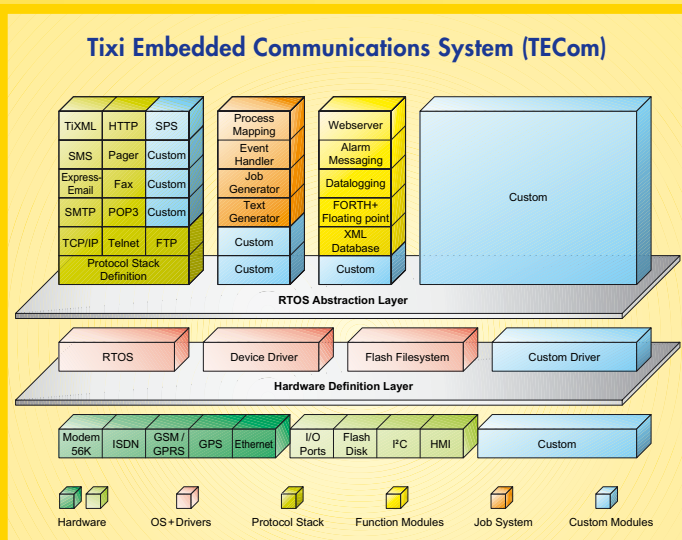 Tixi Embedded Communications System (TECom)
TiXML HTTP SPS
SMS Pager Custom
Express-
Email Fax Custom
SMTP POP3 Custom
TCP/IP Telnet FTP
Protocol Stack
Definition
Process
Mapping
Event
Handler
Job
Generator
Text
Generator
Custom
Custom
Webserver
Alarm
Messaging
Datalogging
FORTH+
Floating point
XML
Database
Custom
Custom
RTOS Abstraction Layer
RTOS Device Driver Flash Filesystem Custom Driver
Hardware Definition Layer
Modem
56K
ISDN
GSM /
GPRS
GPS
Ethernet
I/O
Ports
Flash
Disk
I²C
HMI
Custom
Hardware OS+Drivers Protocol Stack Function Modules Job System Custom Modules